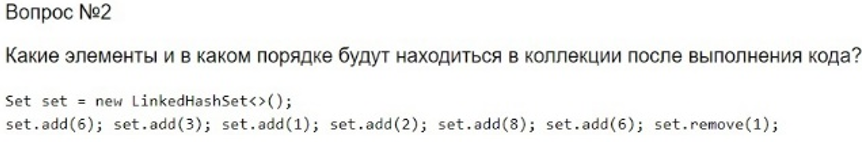 Вопрос №2
Какие элементы и в каком порядке будут находиться в коллекции после выполнения кода?
Set set = new LinkedHashSet<>();
set.add(6); set.add(3); set.add(1); set.add(2); set.add(8); set.add(6); set.remove(1);